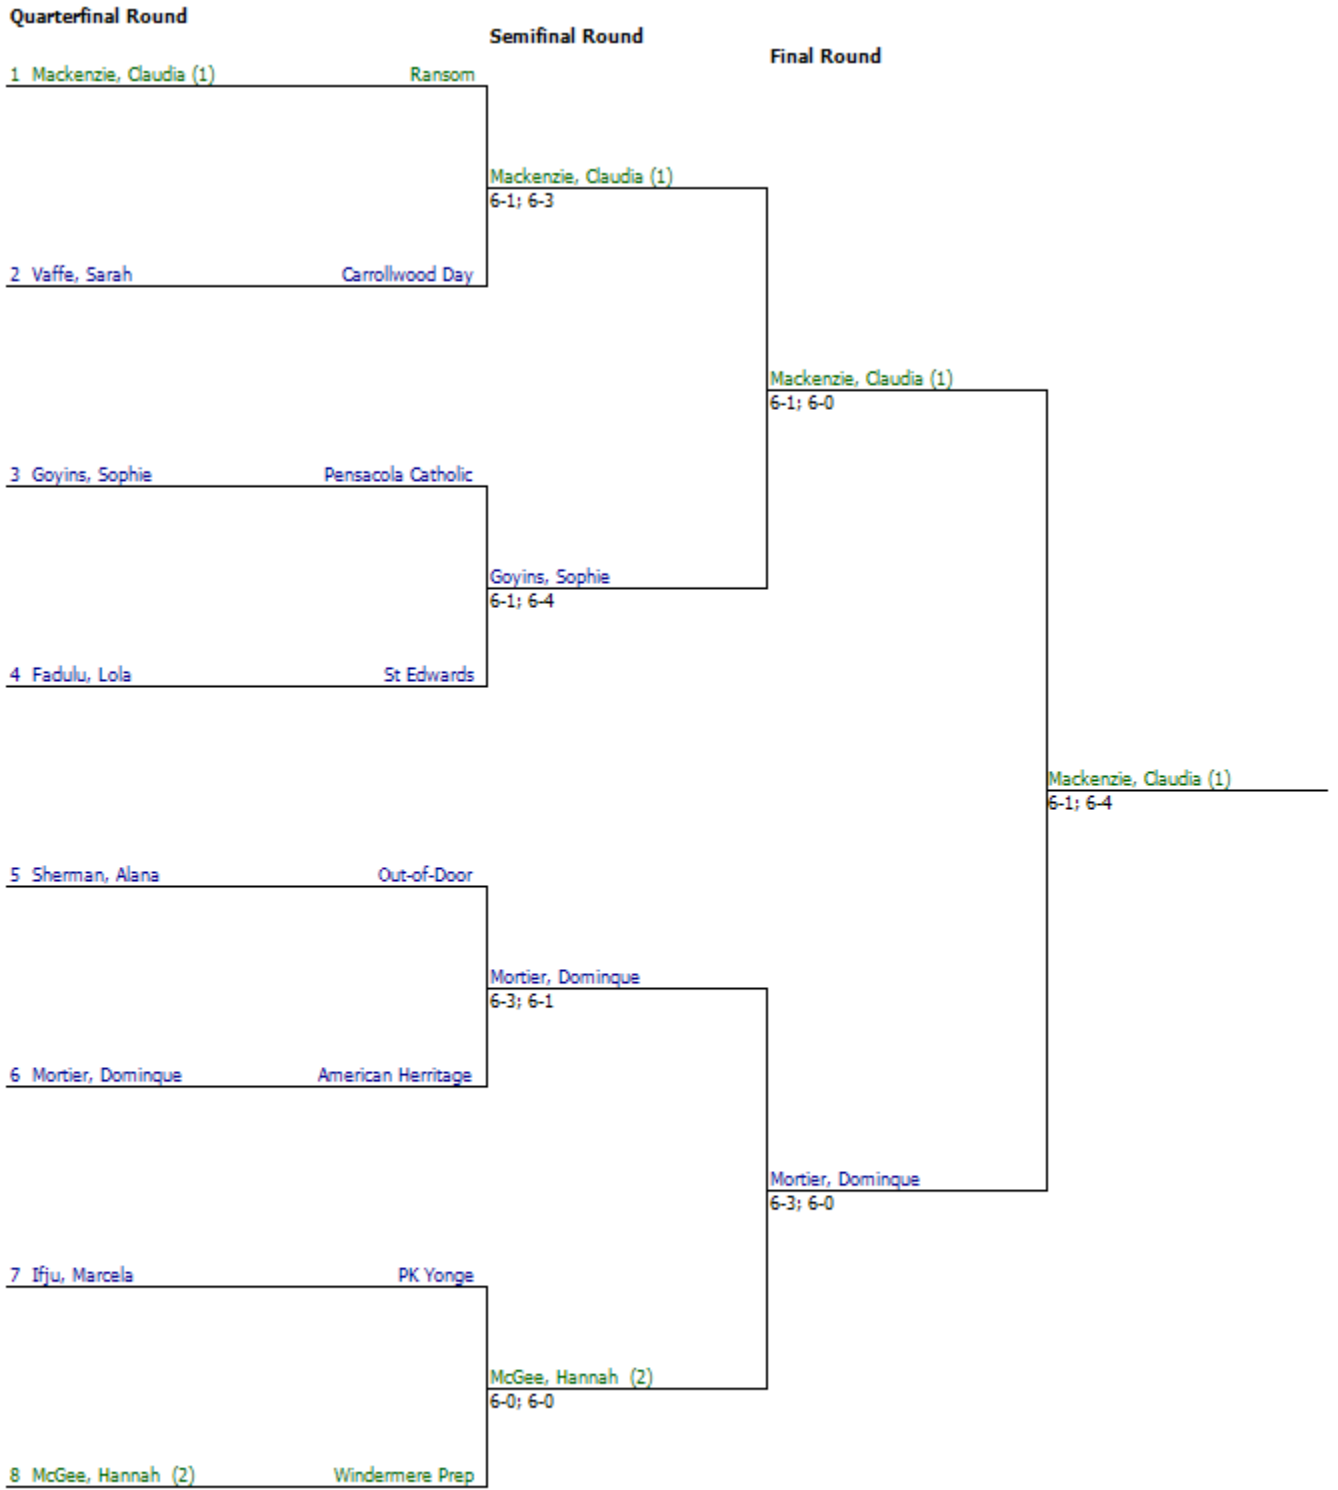 Quarterfinal Round
Semifinal Round
Final Round
1 Mackenzie, Claudia (1) Ransom
Mackenzie, Claudia (1)
6-1; 6-3
2 Vaffe, Sarah Carrollwood Day
Mackenzie, Claudia (1)
6-1; 6-0
3 Goyins, Sophie Pensacola Catholic
Goyins, Sophie
6-1; 6-4
4 Fadulu, Lola St Edwards
Mackenzie, Claudia (1)
6-1; 6-4
5 Sherman, Alana Out-of-Door
Mortier, Dominque
6-3; 6-1
6 Mortier, Dominque American Herritage
Mortier, Dominque
6-3; 6-0
7 Ifju, Marcela PK Yonge
McGee, Hannah (2)
6-0; 6-0
8 McGee, Hannah (2) Windermere Prep